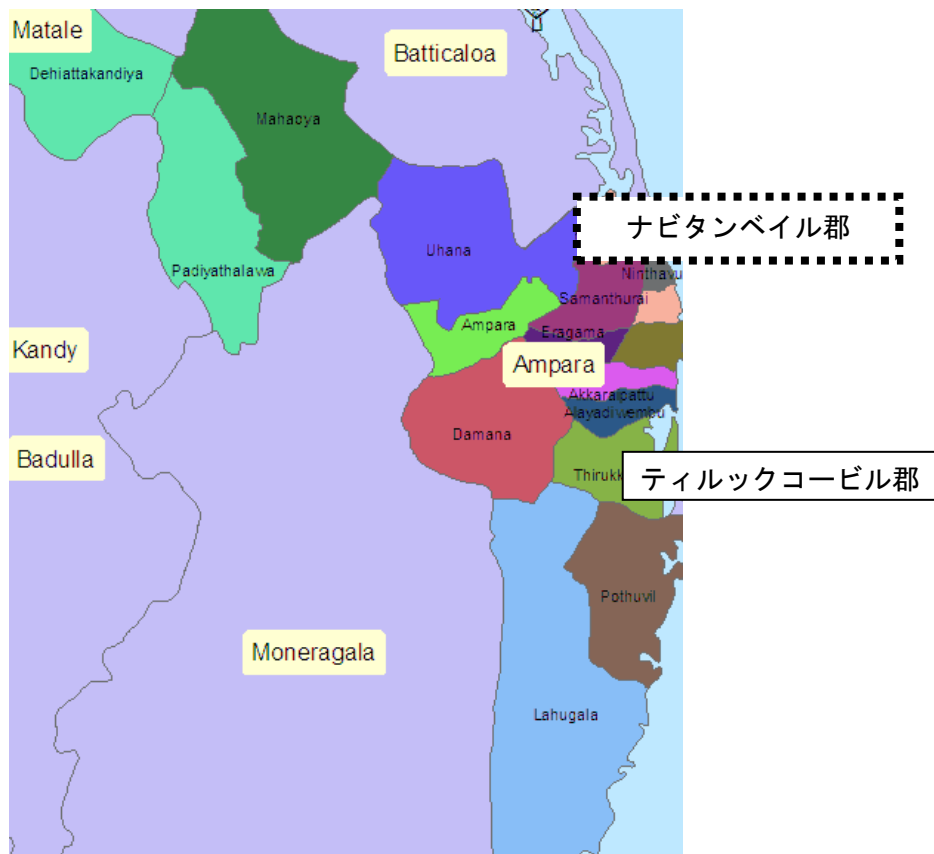 Matale
Batticaloa
Dehiattakandiya
Mahaoya
ナビタンベイル郡
Uhana
Padiyathalawa
Ninthavu
Samanthurai
Ampara
Eragama
Kandy
Ampara
Akkaraipattu
Alayadiwembu
Damana
Badulla
Thirukk
ティルックコービル郡
Pothuvil
Moneragala
Lahugala